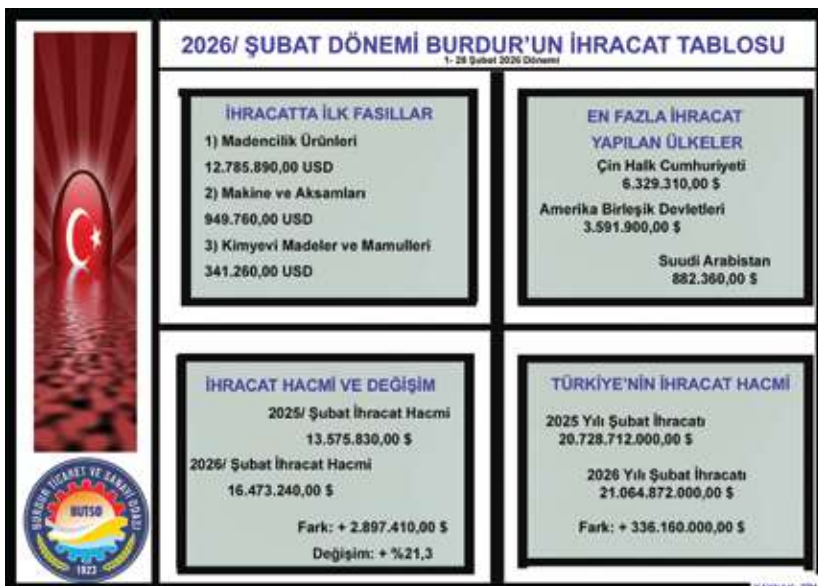 2026/ ŞUBAT DÖNEMİ BURDUR'UN İHRACAT TABLOSU
1- 28 Şubat 2026 Dönemi
İHRACATTA İLK FASILLAR
1) Madencilik Ürünleri
12.785.890,00 USD
2) Makine ve Aksamları
949.760,00 USD
3) Kimyevi Madeler ve Mamulleri
341.260,00 USD
EN FAZLA İHRACAT
YAPILAN ÜLKELER
Çin Halk Cumhuriyeti
6.329.310,00 $
Amerika Birleşik Devletleri
3.591.900,00 $
Suudi Arabistan
882.360,00 $
İHRACAT HACMİ VE DEĞİŞİM
2025/ Şubat İhracat Hacmi
13.575.830,00 $
2026/ Şubat İhracat Hacmi
16.473.240,00 $
Fark: + 2.897.410,00 $
Değişim: + %21,3
TÜRKİYE'NİN İHRACAT HACMİ
2025 Yılı Şubat İhracatı
20.728.712.000,00 $
2026 Yılı Şubat İhracatı
21.064.872.000,00 $
Fark: + 336.160.000,00 $
BURDUR TİCARET VE SANAYİ ODASI
BUTSO
1923